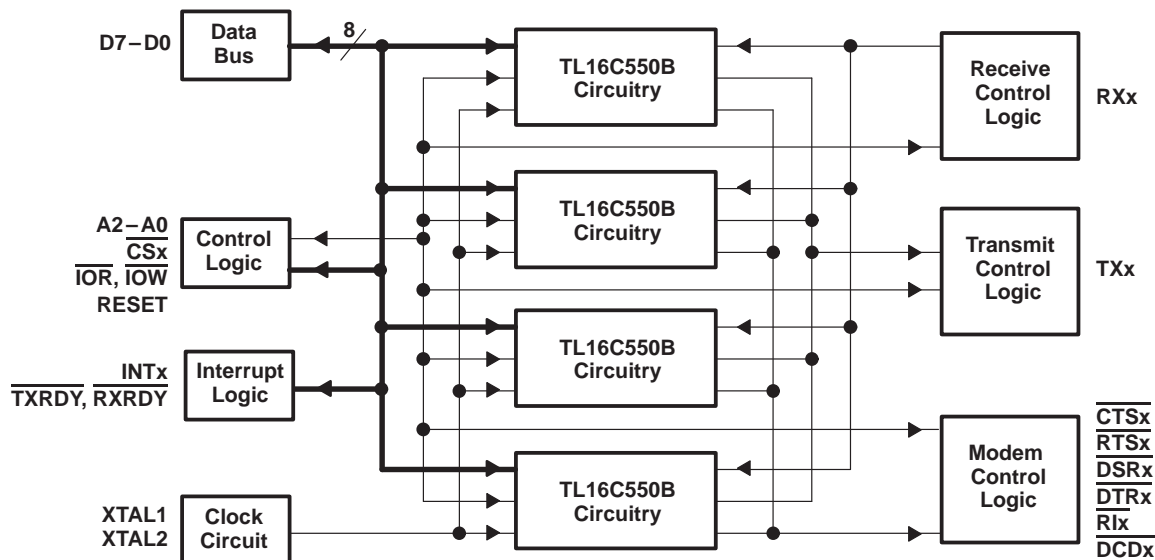 D7–D0
Data
Bus
8
TL16C550B
Circuitry
Receive
Control
Logic
RXx
TL16C550B
Circuitry
A2–A0
CSx
IOR, IOW
RESET
Control
Logic
Transmit
Control
Logic
TXx
TL16C550B
Circuitry
INTx
TXRDY, RXRDY
Interrupt
Logic
TL16C550B
Circuitry
Modem
Control
Logic
CTSx
RTSx
DSRx
DTRx
RIx
DCDx
XTAL1
XTAL2
Clock
Circuit